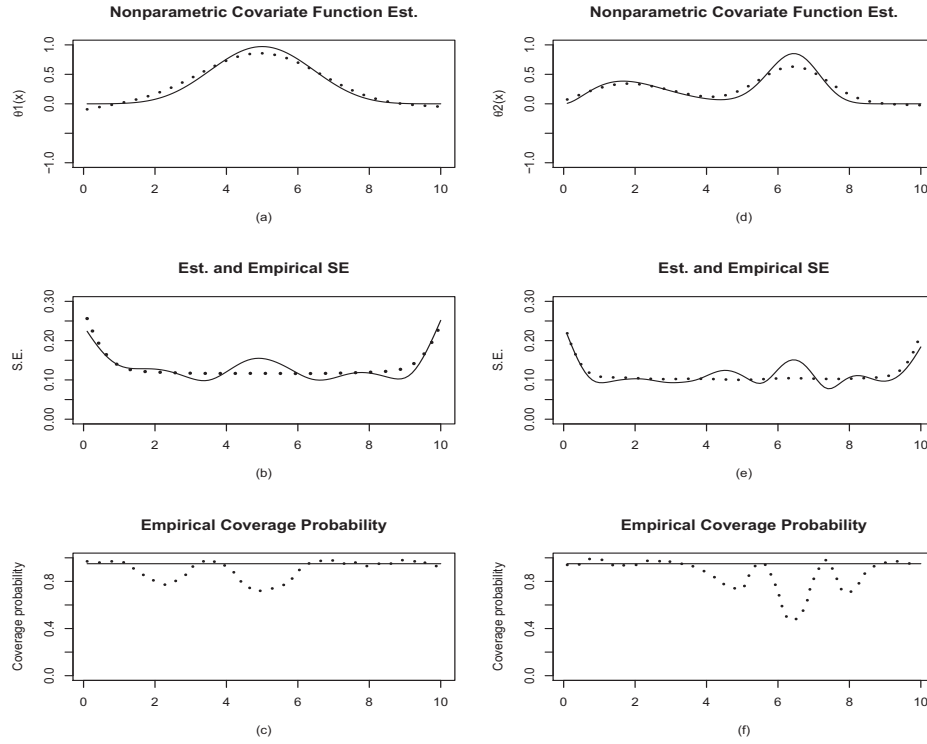 Nonparametric Covariate Function Est.
θ1(x)
1.0
0.5
0.0
−1.0
0 2 4 6 8 10
(a)
Nonparametric Covariate Function Est.
θ2(x)
1.0
0.5
0.0
−1.0
0 2 4 6 8 10
(d)
Est. and Empirical SE
S.E.
0.30
0.20
0.10
0.00
0 2 4 6 8 10
(b)
Est. and Empirical SE
S.E.
0.30
0.20
0.10
0.00
0 2 4 6 8 10
(e)
Empirical Coverage Probability
Coverage probability
0.8
0.4
0.0
0 2 4 6 8 10
(c)
Empirical Coverage Probability
Coverage probability
0.8
0.4
0.0
0 2 4 6 8 10
(f)